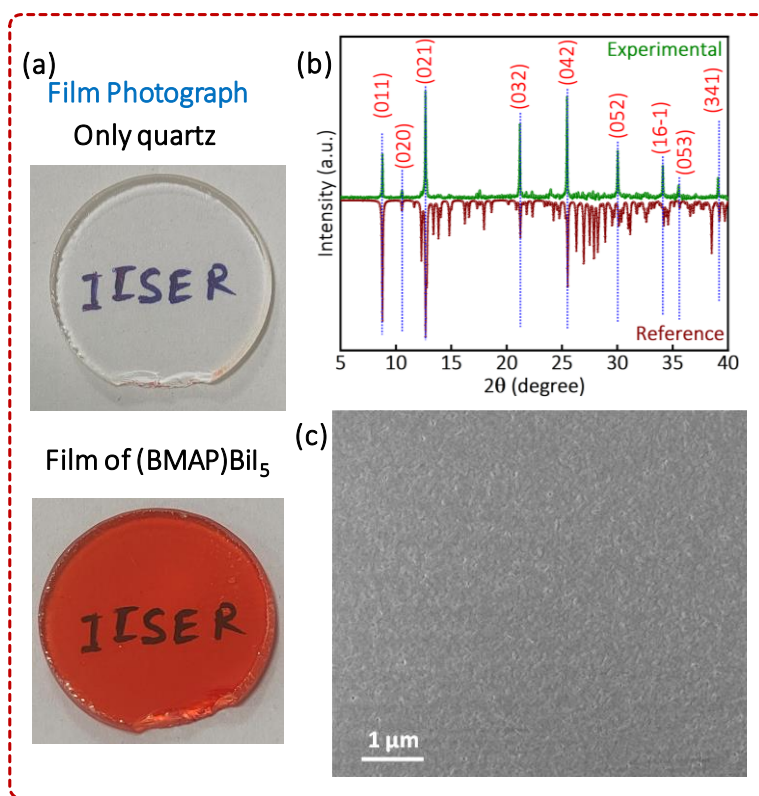 (a)
Film Photograph
Only quartz
IISER
Film of (BMAP)BiI₅
IISER
(b)
Experimental
(011)
(020)
(021)
(032)
(042)
(052)
(16-1)
(053)
(341)
Intensity (a.u.)
Reference
5 10 15 20 25 30 35 40
2θ (degree)
(c)
1 µm